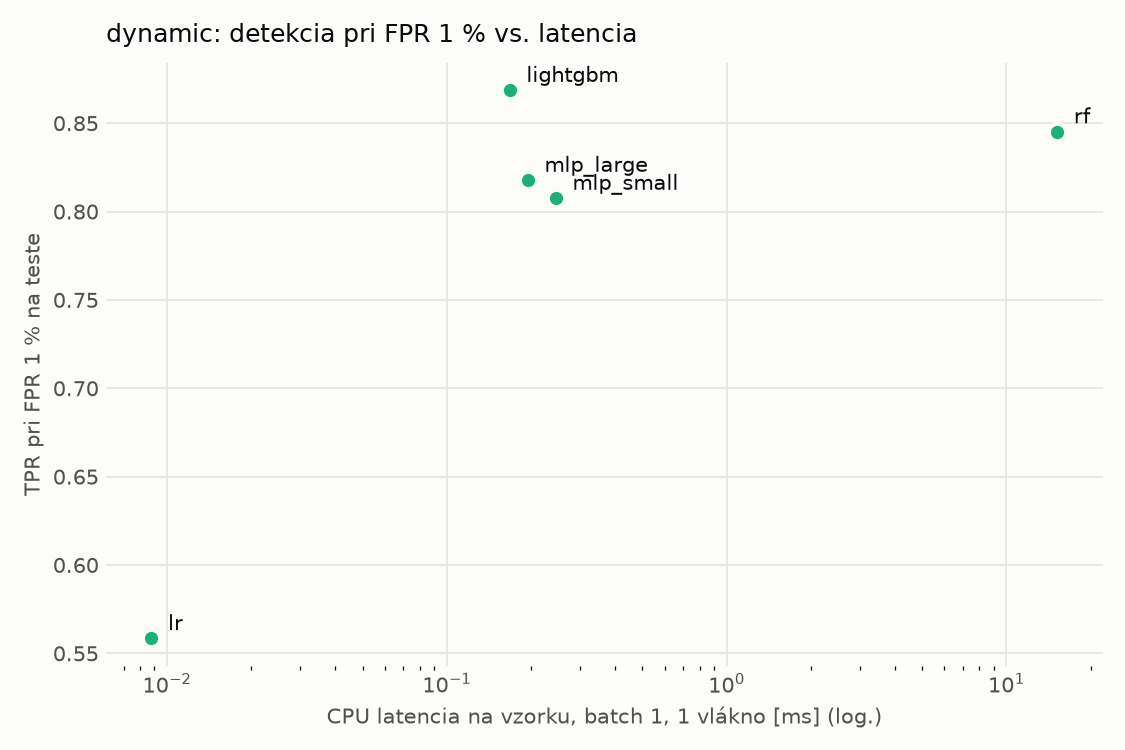 dynamic: detekcia pri FPR 1 % vs. latencia
lightgbm
rf
mlp_large
mlp_small
lr
TPR pri FPR 1 % na teste
0.85
0.80
0.75
0.70
0.65
0.60
0.55
10⁻² 10⁻¹ 10⁰ 10¹
CPU latencia na vzorku, batch 1, 1 vlákno [ms] (log.)